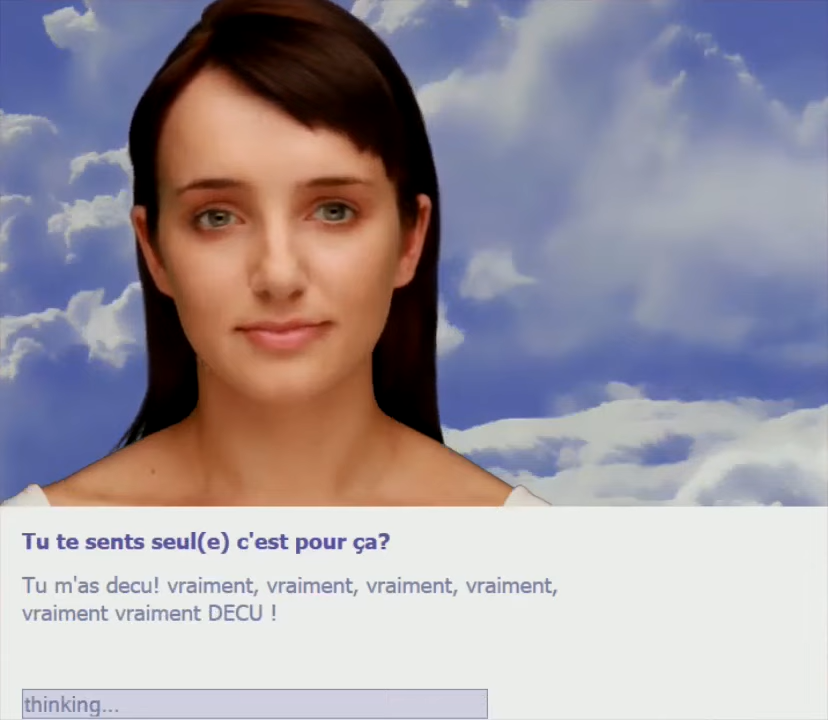 Tu te sents seul(e) c'est pour ça?
Tu m'as decu! vraiment, vraiment, vraiment, vraiment,
vraiment vraiment DECU !
thinking...